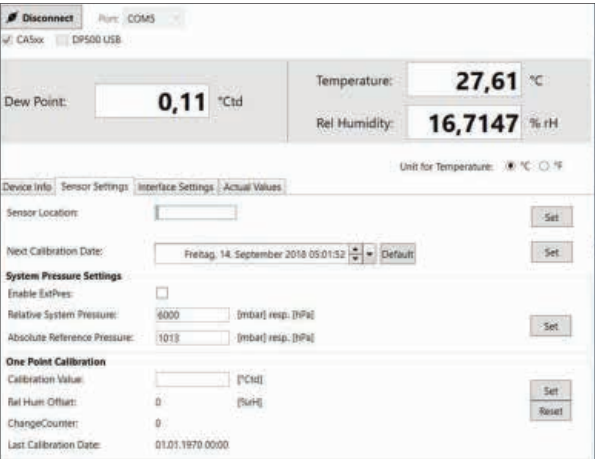 Disconnect Port: COM5
CA5xx DP500 USB
Dew Point: 0,11 °Ctd
Temperature: 27,61 °C
Rel Humidity: 16,7147 % rH
Unit for Temperature: °C °F
Device Info Sensor Settings Interface Settings Actual Values
Sensor Location: Set
Next Calibration Date: Freitag, 14. September 2018 05:01:52 Default Set
System Pressure Settings
Enable ExtPres:
Relative System Pressure: 6000 [mbar] resp. [hPa]
Set
Absolute Reference Pressure: 1013 [mbar] resp. [hPa]
One Point Calibration
Calibration Value: [°Ctd]
Set
Rel Hum Offset: 0 [%rH]
Reset
ChangeCounter: 0
Last Calibration Date: 01.01.1970 00:00